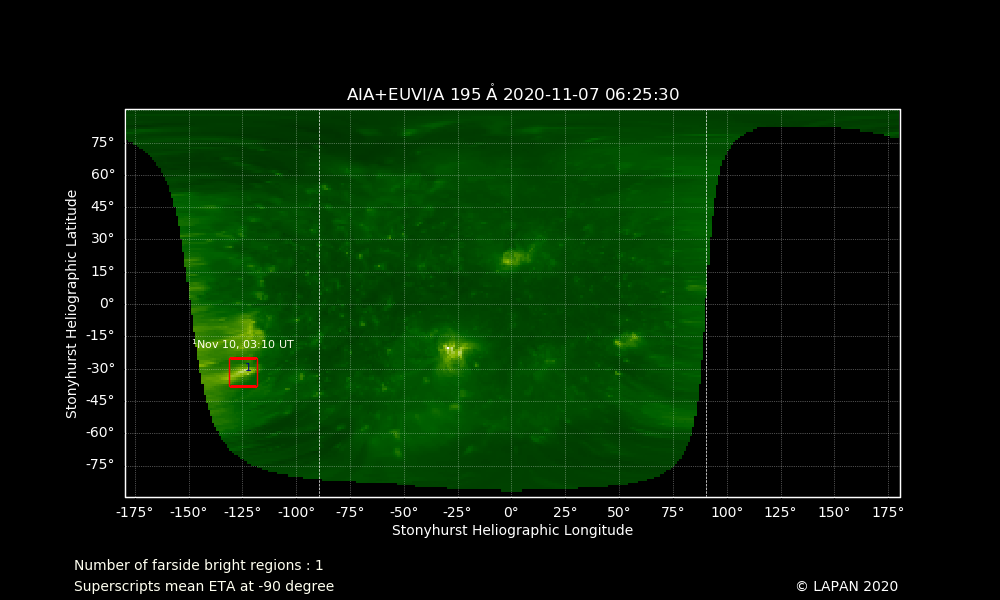 AIA+EUVI/A 195 Å 2020-11-07 06:25:30
Stonyhurst Heliographic Latitude
75°
60°
45°
30°
15°
0°
-15°
-30°
-45°
-60°
-75°
¹Nov 10, 03:10 UT
1
-175° -150° -125° -100° -75° -50° -25° 0° 25° 50° 75° 100° 125° 150° 175°
Stonyhurst Heliographic Longitude
Number of farside bright regions : 1
Superscripts mean ETA at -90 degree
© LAPAN 2020